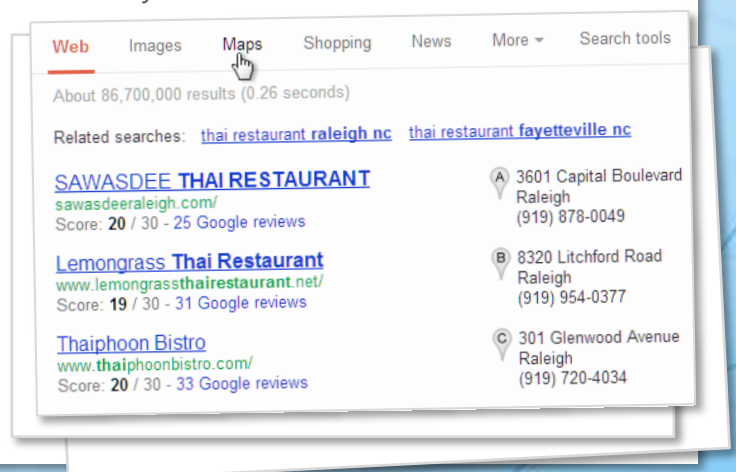 Web Images Maps Shopping News More Search tools
About 86,700,000 results (0.26 seconds)
Related searches: thai restaurant raleigh nc thai restaurant fayetteville nc
SAWASDEE THAI RESTAURANT
sawasdeeraleigh.com/
Score: 20 / 30 - 25 Google reviews
A 3601 Capital Boulevard
Raleigh
(919) 878-0049
Lemongrass Thai Restaurant
www.lemongrassthairestaurant.net/
Score: 19 / 30 - 31 Google reviews
B 8320 Litchford Road
Raleigh
(919) 954-0377
Thaiphoon Bistro
www.thaiphoonbistro.com/
Score: 20 / 30 - 33 Google reviews
C 301 Glenwood Avenue
Raleigh
(919) 720-4034